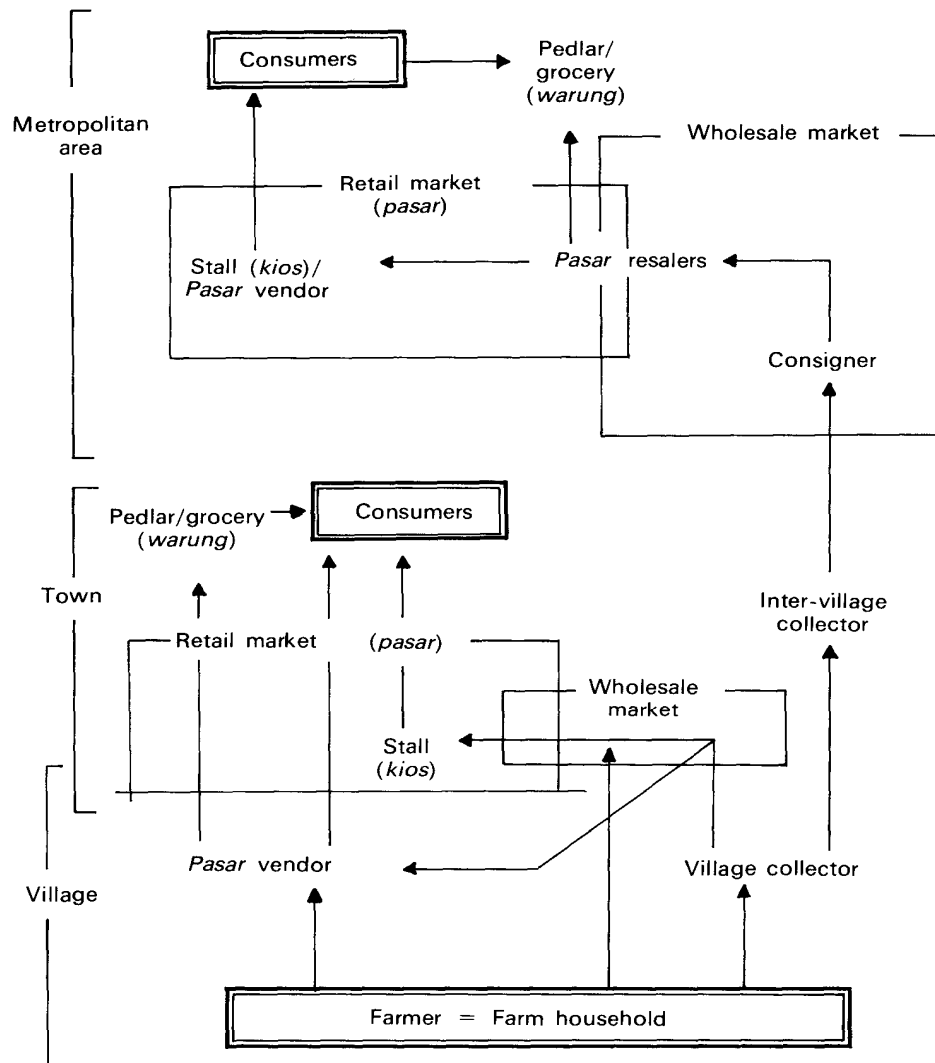 Consumers
Pedlar/
grocery
(warung)
Metropolitan
area
Wholesale market
Retail market
(pasar)
Stall (kios)/
Pasar vendor
Pasar resalers
Consigner
Pedlar/grocery
(warung)
Consumers
Town
Inter-village
collector
Retail market (pasar)
Wholesale
market
Stall
(kios)
Pasar vendor
Village collector
Village
Farmer = Farm household